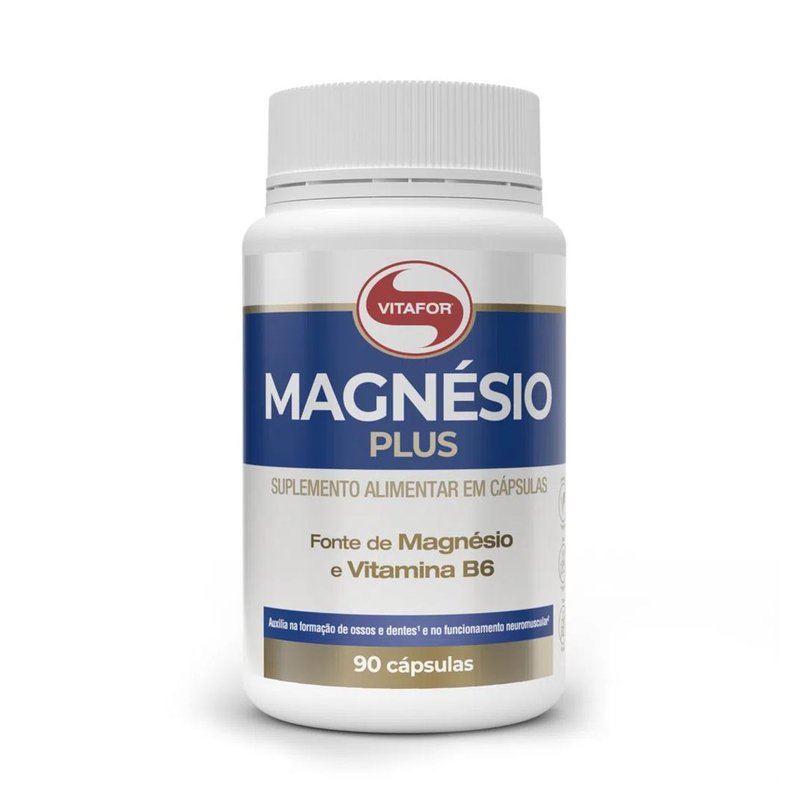 VITAFOR®
MAGNÉSIO
PLUS
SUPLEMENTO ALIMENTAR EM CÁPSULAS
Fonte de Magnésio
e Vitamina B6
Auxilia na formação de ossos e dentes¹ e no funcionamento neuromuscular²
90 cápsulas